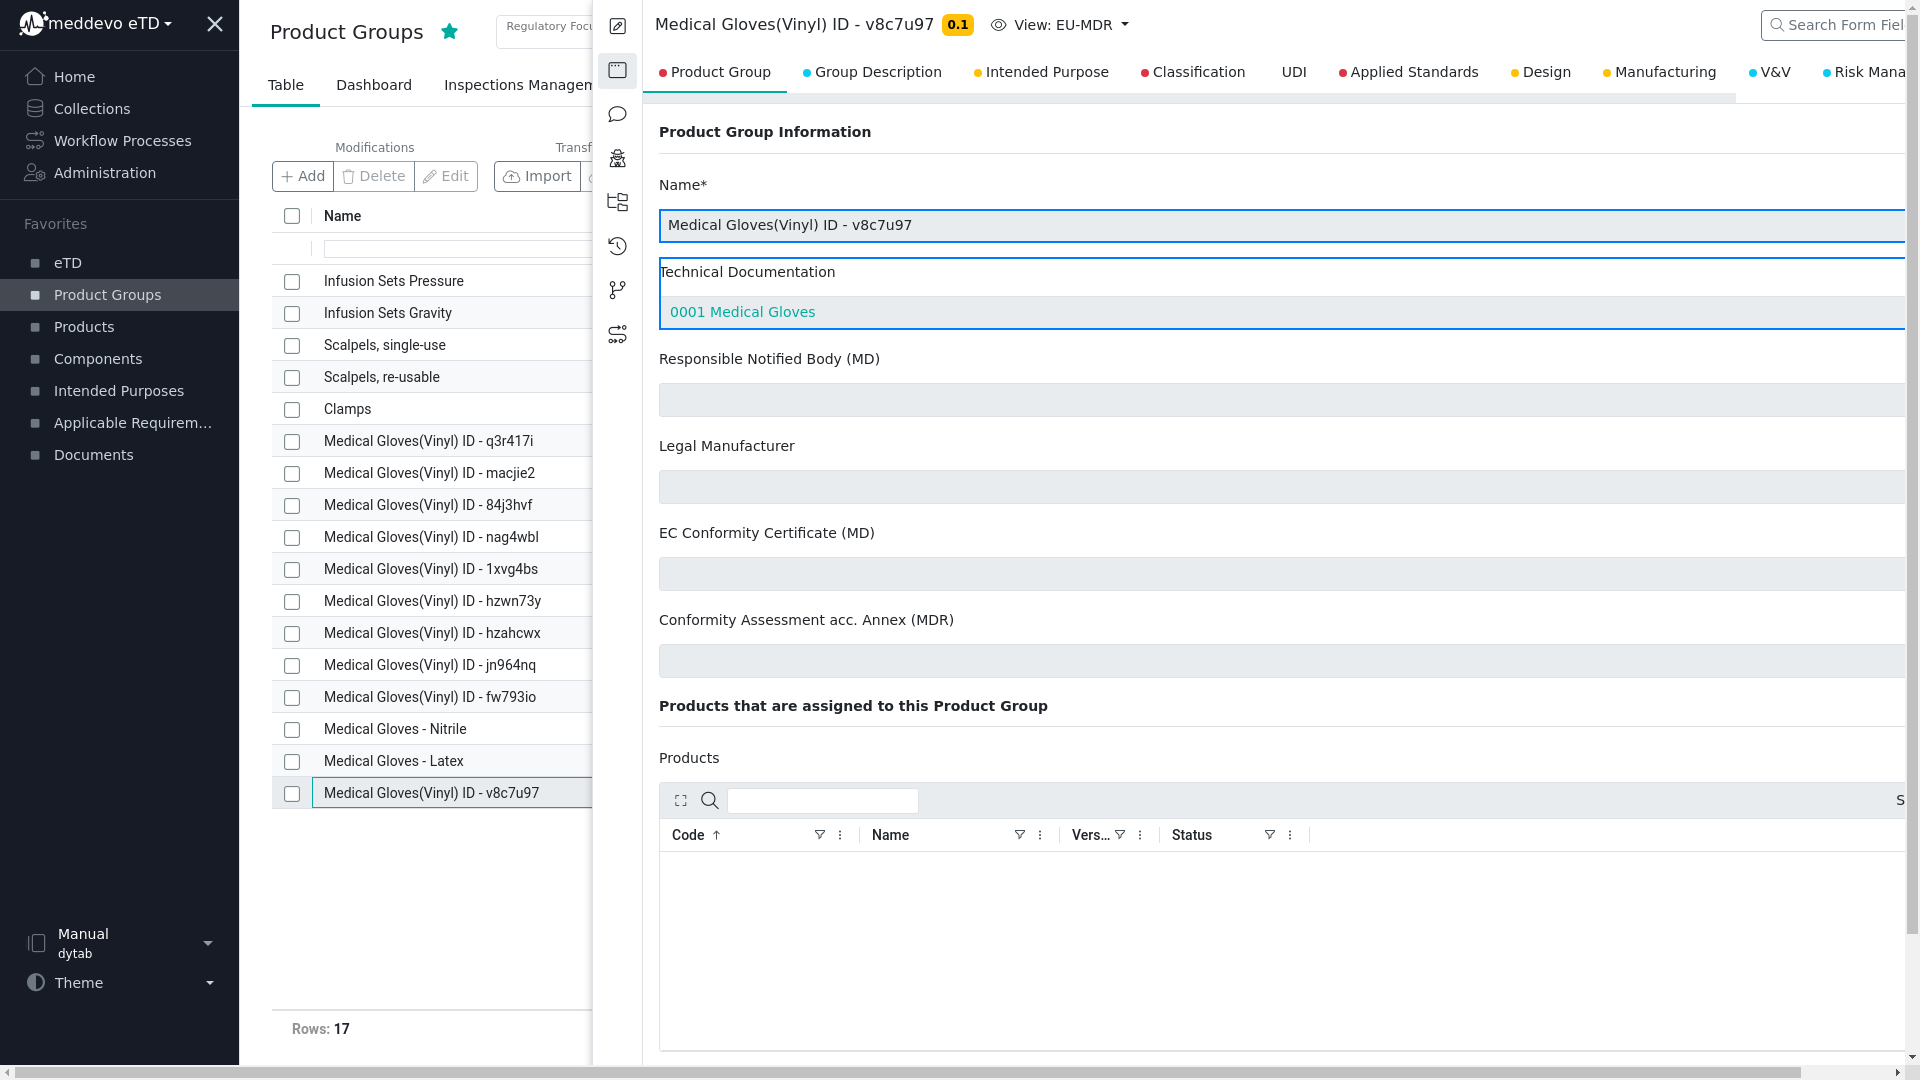 meddevo eTD
Home
Collections
Workflow Processes
Administration
Favorites
eTD
Product Groups
Products
Components
Intended Purposes
Applicable Requirem...
Documents
Manual
dytab
Theme
Product Groups
Regulatory Focu
Table
Dashboard
Inspections Managem
Modifications
Transf
Add
Delete
Edit
Import
Name
Infusion Sets Pressure
Infusion Sets Gravity
Scalpels, single-use
Scalpels, re-usable
Clamps
Medical Gloves(Vinyl) ID - q3r417i
Medical Gloves(Vinyl) ID - macjie2
Medical Gloves(Vinyl) ID - 84j3hvf
Medical Gloves(Vinyl) ID - nag4wbl
Medical Gloves(Vinyl) ID - 1xvg4bs
Medical Gloves(Vinyl) ID - hzwn73y
Medical Gloves(Vinyl) ID - hzahcwx
Medical Gloves(Vinyl) ID - jn964nq
Medical Gloves(Vinyl) ID - fw793io
Medical Gloves - Nitrile
Medical Gloves - Latex
Medical Gloves(Vinyl) ID - v8c7u97
Rows: 17
Medical Gloves(Vinyl) ID - v8c7u97 0.1 View: EU-MDR
Search Form Fiel
Product Group
Group Description
Intended Purpose
Classification
UDI
Applied Standards
Design
Manufacturing
V&V
Risk Mana
Product Group Information
Name*
Medical Gloves(Vinyl) ID - v8c7u97
Technical Documentation
0001 Medical Gloves
Responsible Notified Body (MD)
Legal Manufacturer
EC Conformity Certificate (MD)
Conformity Assessment acc. Annex (MDR)
Products that are assigned to this Product Group
Products
S
Code
Name
Vers...
Status